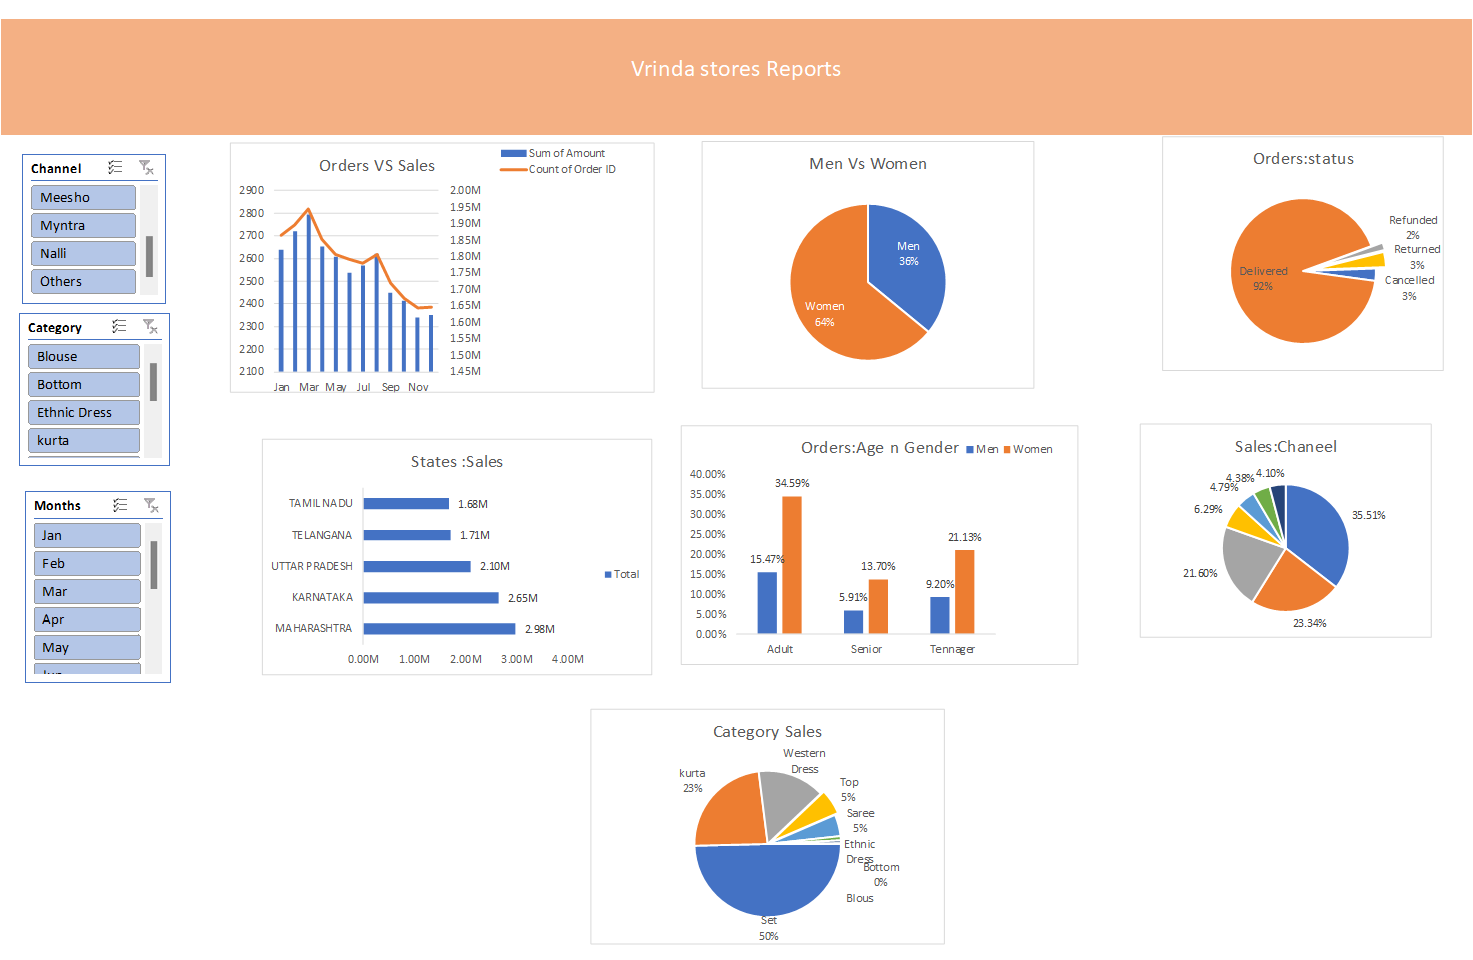 Vrinda stores Reports
Channel
Meesho
Myntra
Nalli
Others
Category
Blouse
Bottom
Ethnic Dress
kurta
Months
Jan
Feb
Mar
Apr
May
Orders VS Sales
Sum of Amount
Count of Order ID
2900
2800
2700
2600
2500
2400
2300
2200
2100
2.00M
1.95M
1.90M
1.85M
1.80M
1.75M
1.70M
1.65M
1.60M
1.55M
1.50M
1.45M
Jan Mar May Jul Sep Nov
Men Vs Women
Men
36%
Women
64%
Orders:status
Refunded
2%
Returned
3%
Cancelled
3%
Delivered
92%
States :Sales
TAMIL NADU 1.68M
TELANGANA 1.71M
UTTAR PRADESH 2.10M
KARNATAKA 2.65M
MAHARASHTRA 2.98M
0.00M 1.00M 2.00M 3.00M 4.00M
Total
Orders:Age n Gender
Men Women
40.00%
35.00%
30.00%
25.00%
20.00%
15.00%
10.00%
5.00%
0.00%
15.47% 34.59%
5.91% 13.70%
9.20% 21.13%
Adult Senior Tennager
Sales:Chaneel
4.10%
4.38%
4.79%
6.29%
35.51%
21.60%
23.34%
Category Sales
Western
Dress
kurta
23%
Top
5%
Saree
5%
Ethnic
Dress
Bottom
0%
Blous
Set
50%